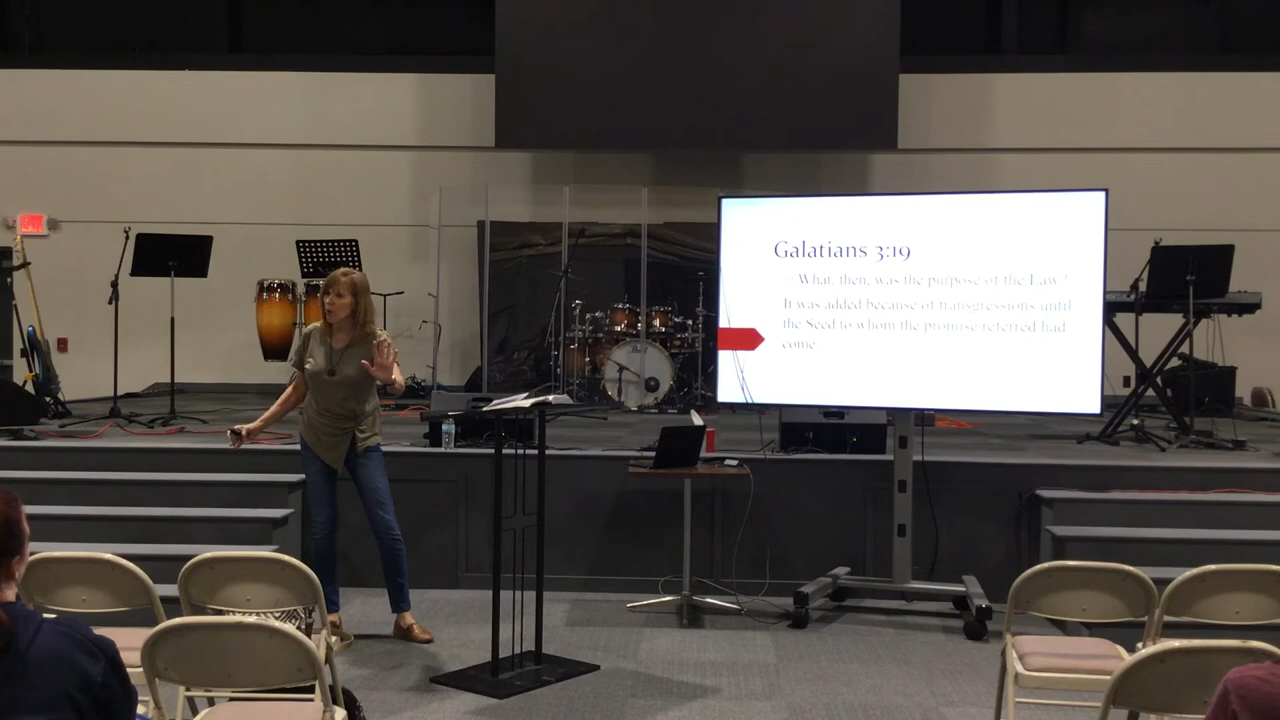 EXIT
Galatians 3:19
What, then, was the purpose of the Law?
It was added because of transgressions until
the Seed to whom the promise referred had
come.